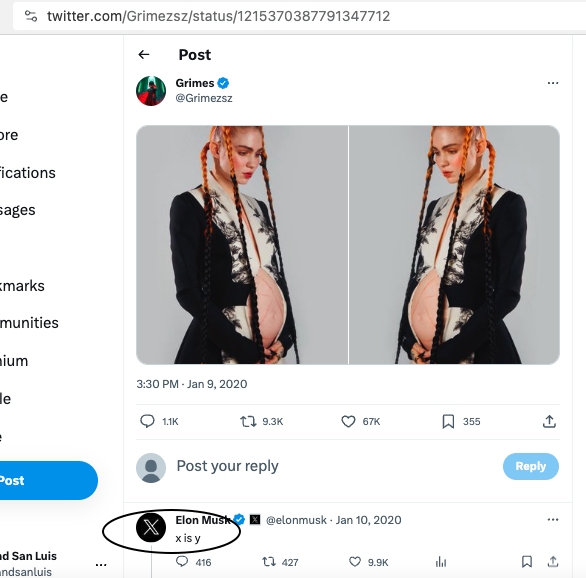 twitter.com/Grimezsz/status/1215370387791347712
Post
Grimes
@Grimezsz
e
ore
ifications
sages
kmarks
munities
nium
le
e
Post
3:30 PM · Jan 9, 2020
1.1K 9.3K 67K 355
Post your reply
Reply
Elon Musk X @elonmusk · Jan 10, 2020
x is y
416 427 9.9K
nd San Luis
andsanluis